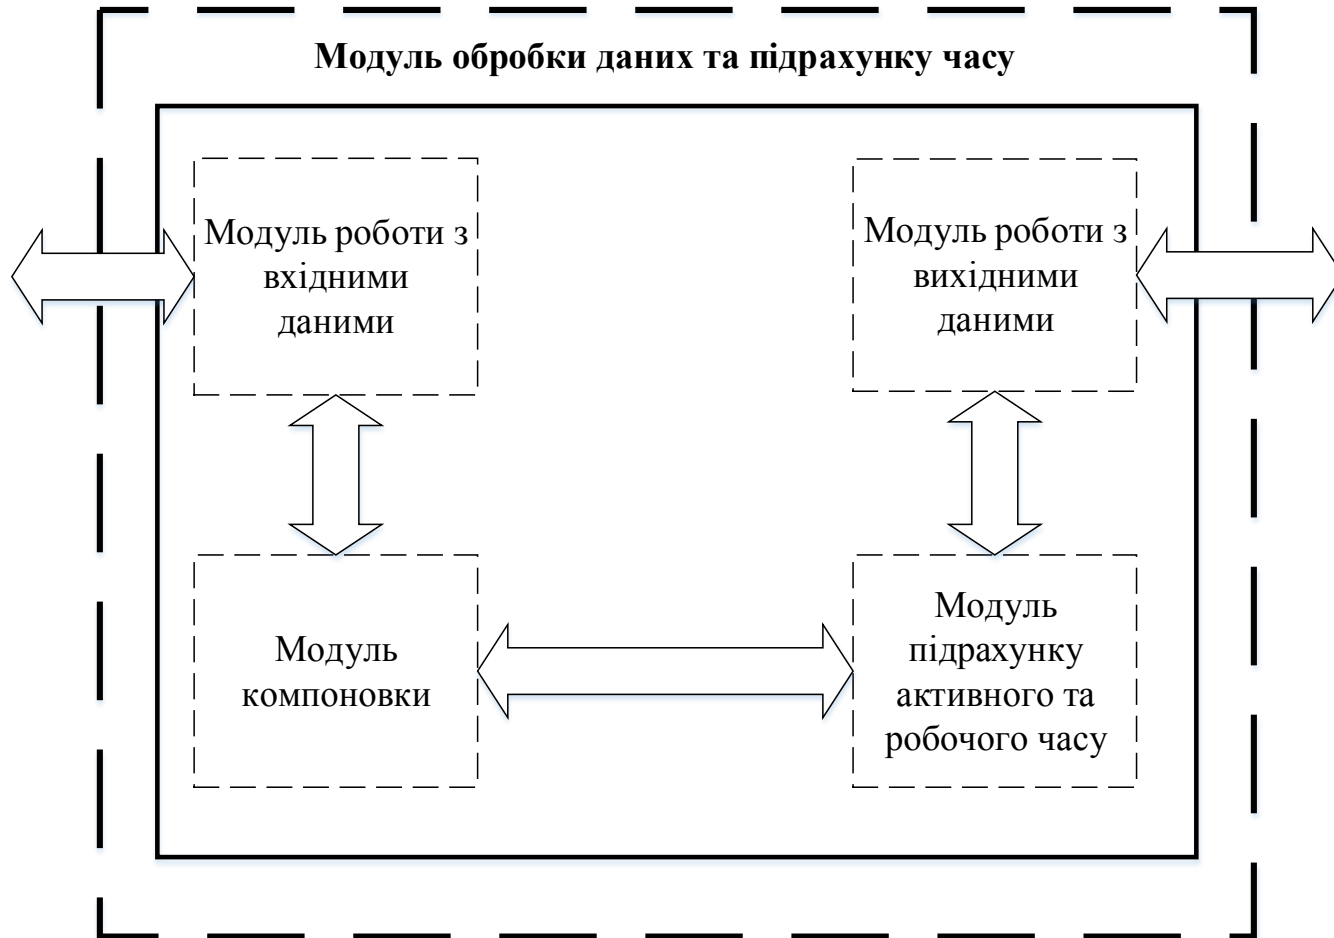 Модуль обробки даних та підрахунку часу
Модуль роботи з
вхідними
даними
Модуль роботи з
вихідними
даними
Модуль
компоновки
Модуль
підрахунку
активного та
робочого часу